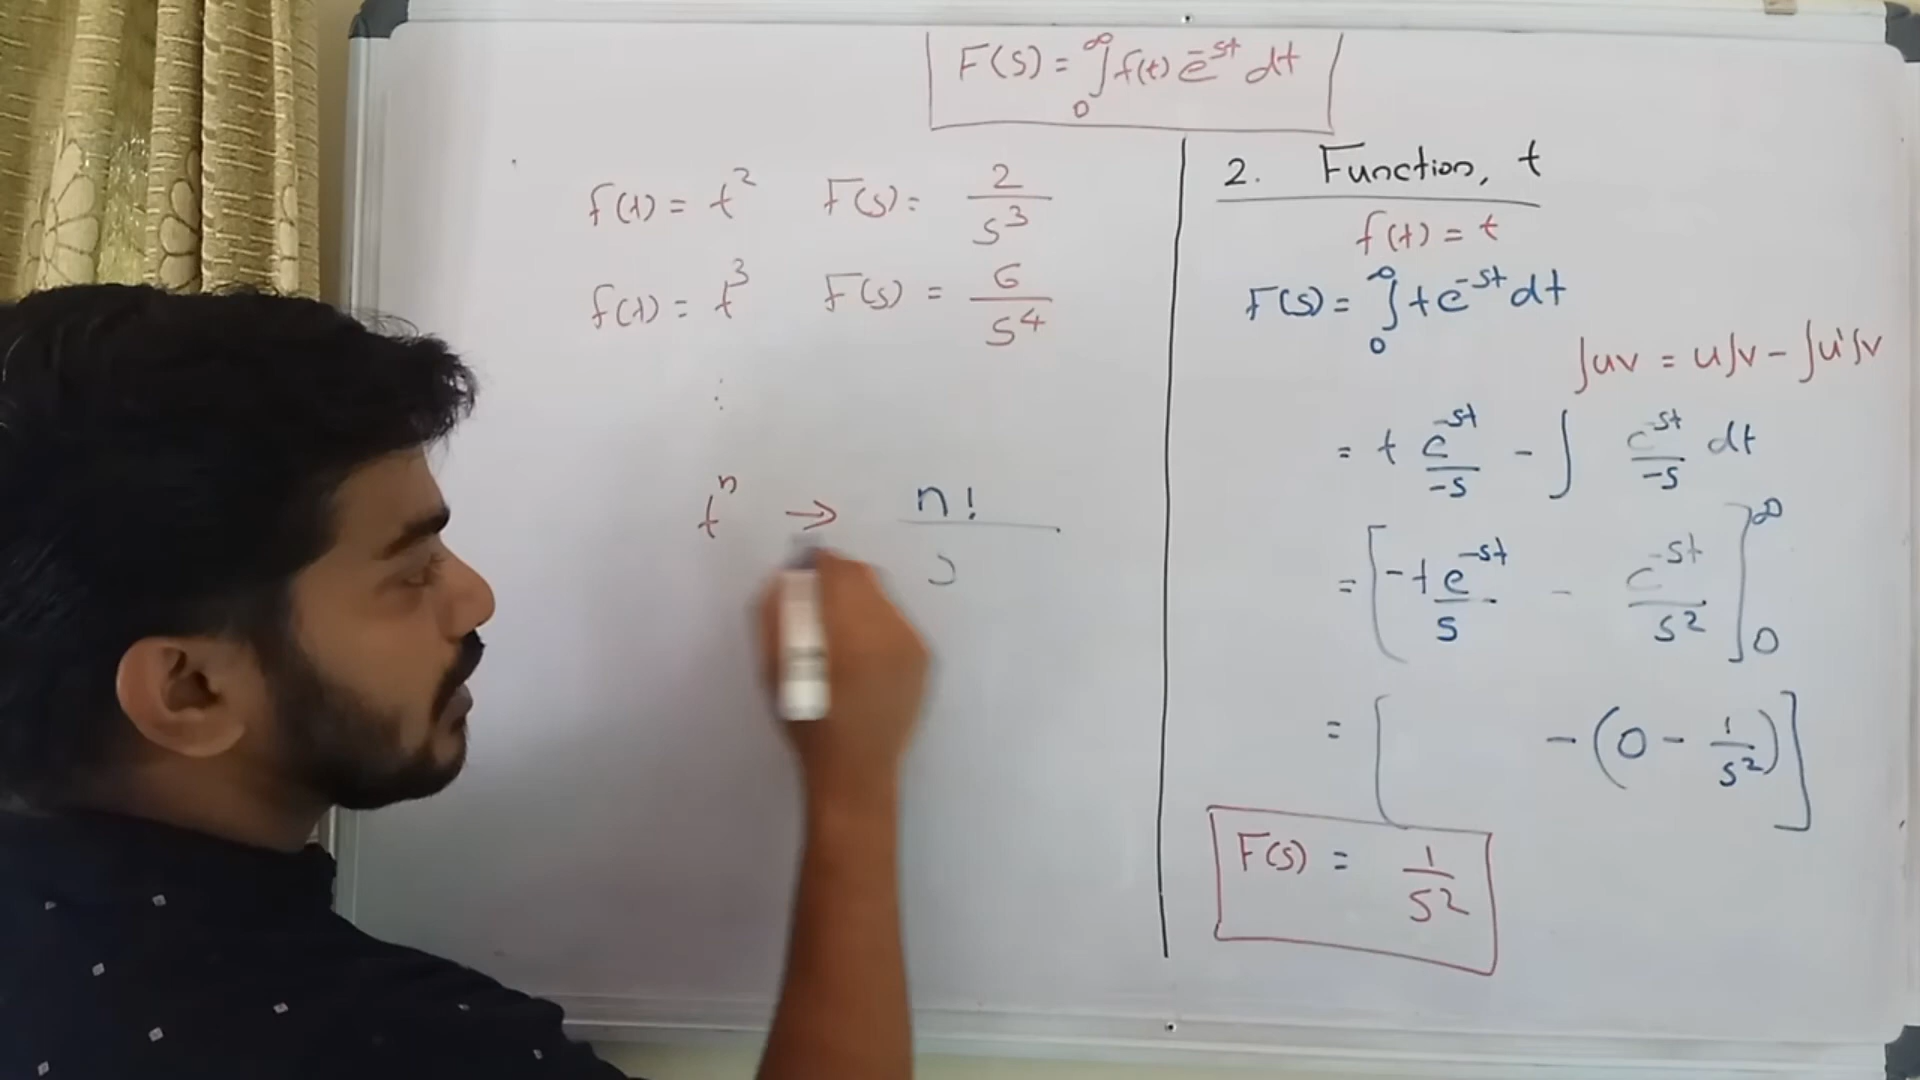 F(s) = ∫₀^∞ f(t) e^-st dt
f(t) = t² F(s) = 2/s³
f(t) = t³ F(s) = 6/s⁴
⋮
tⁿ → n!/s
2. Function, t
f(t) = t
F(s) = ∫₀^∞ t e^-st dt
∫uv = u∫v - ∫u'∫v
= t e^-st/-s - ∫ e^-st/-s dt
= [-t e^-st/s - e^-st/s²]₀^∞
= [ - (0 - 1/s²)]
F(s) = 1/s²